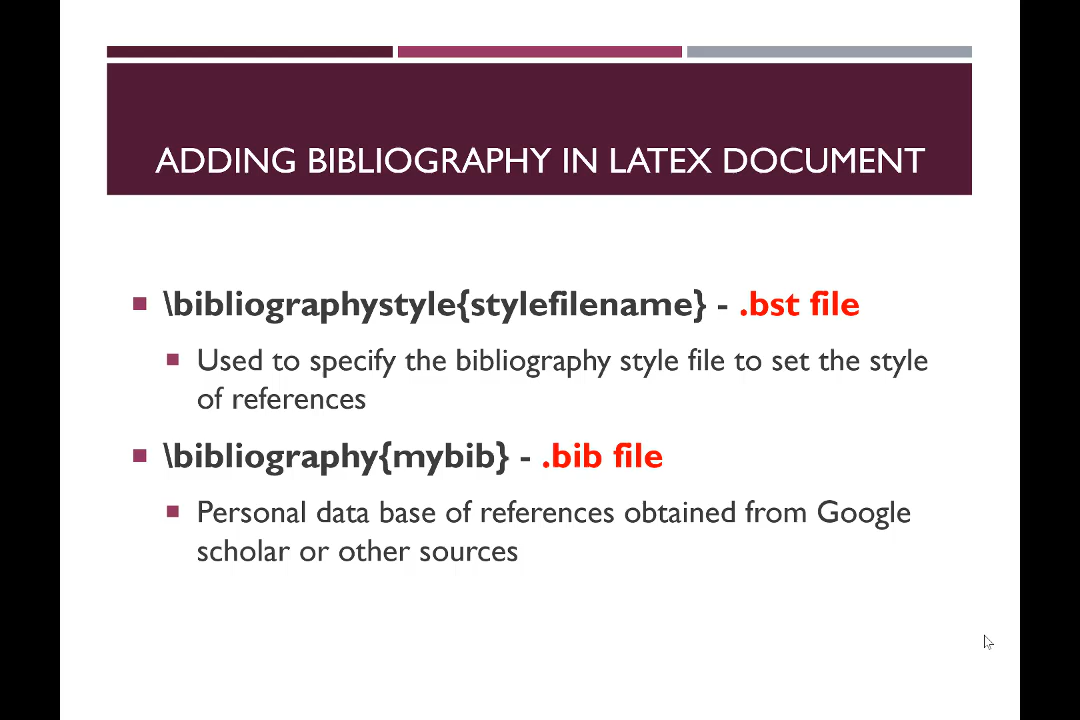 ADDING BIBLIOGRAPHY IN LATEX DOCUMENT
\bibliographystyle{stylefilename} - .bst file
Used to specify the bibliography style file to set the style
of references
\bibliography{mybib} - .bib file
Personal data base of references obtained from Google
scholar or other sources